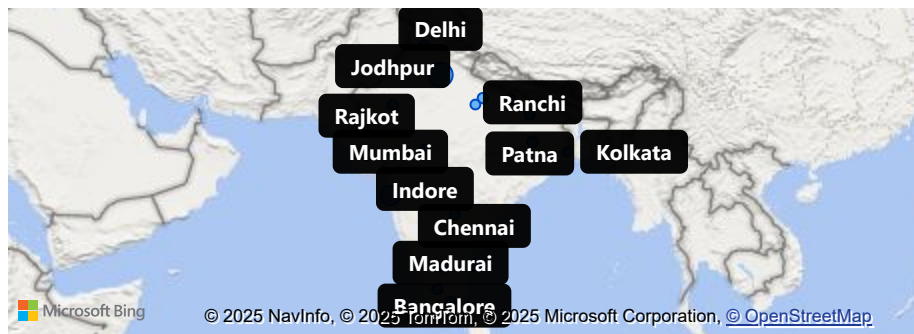 Delhi
Jodhpur
Ranchi
Rajkot
Mumbai
Patna
Kolkata
Indore
Chennai
Madurai
Bangalore
Microsoft Bing
© 2025 NavInfo, © 2025 TomTom, © 2025 Microsoft Corporation, © OpenStreetMap